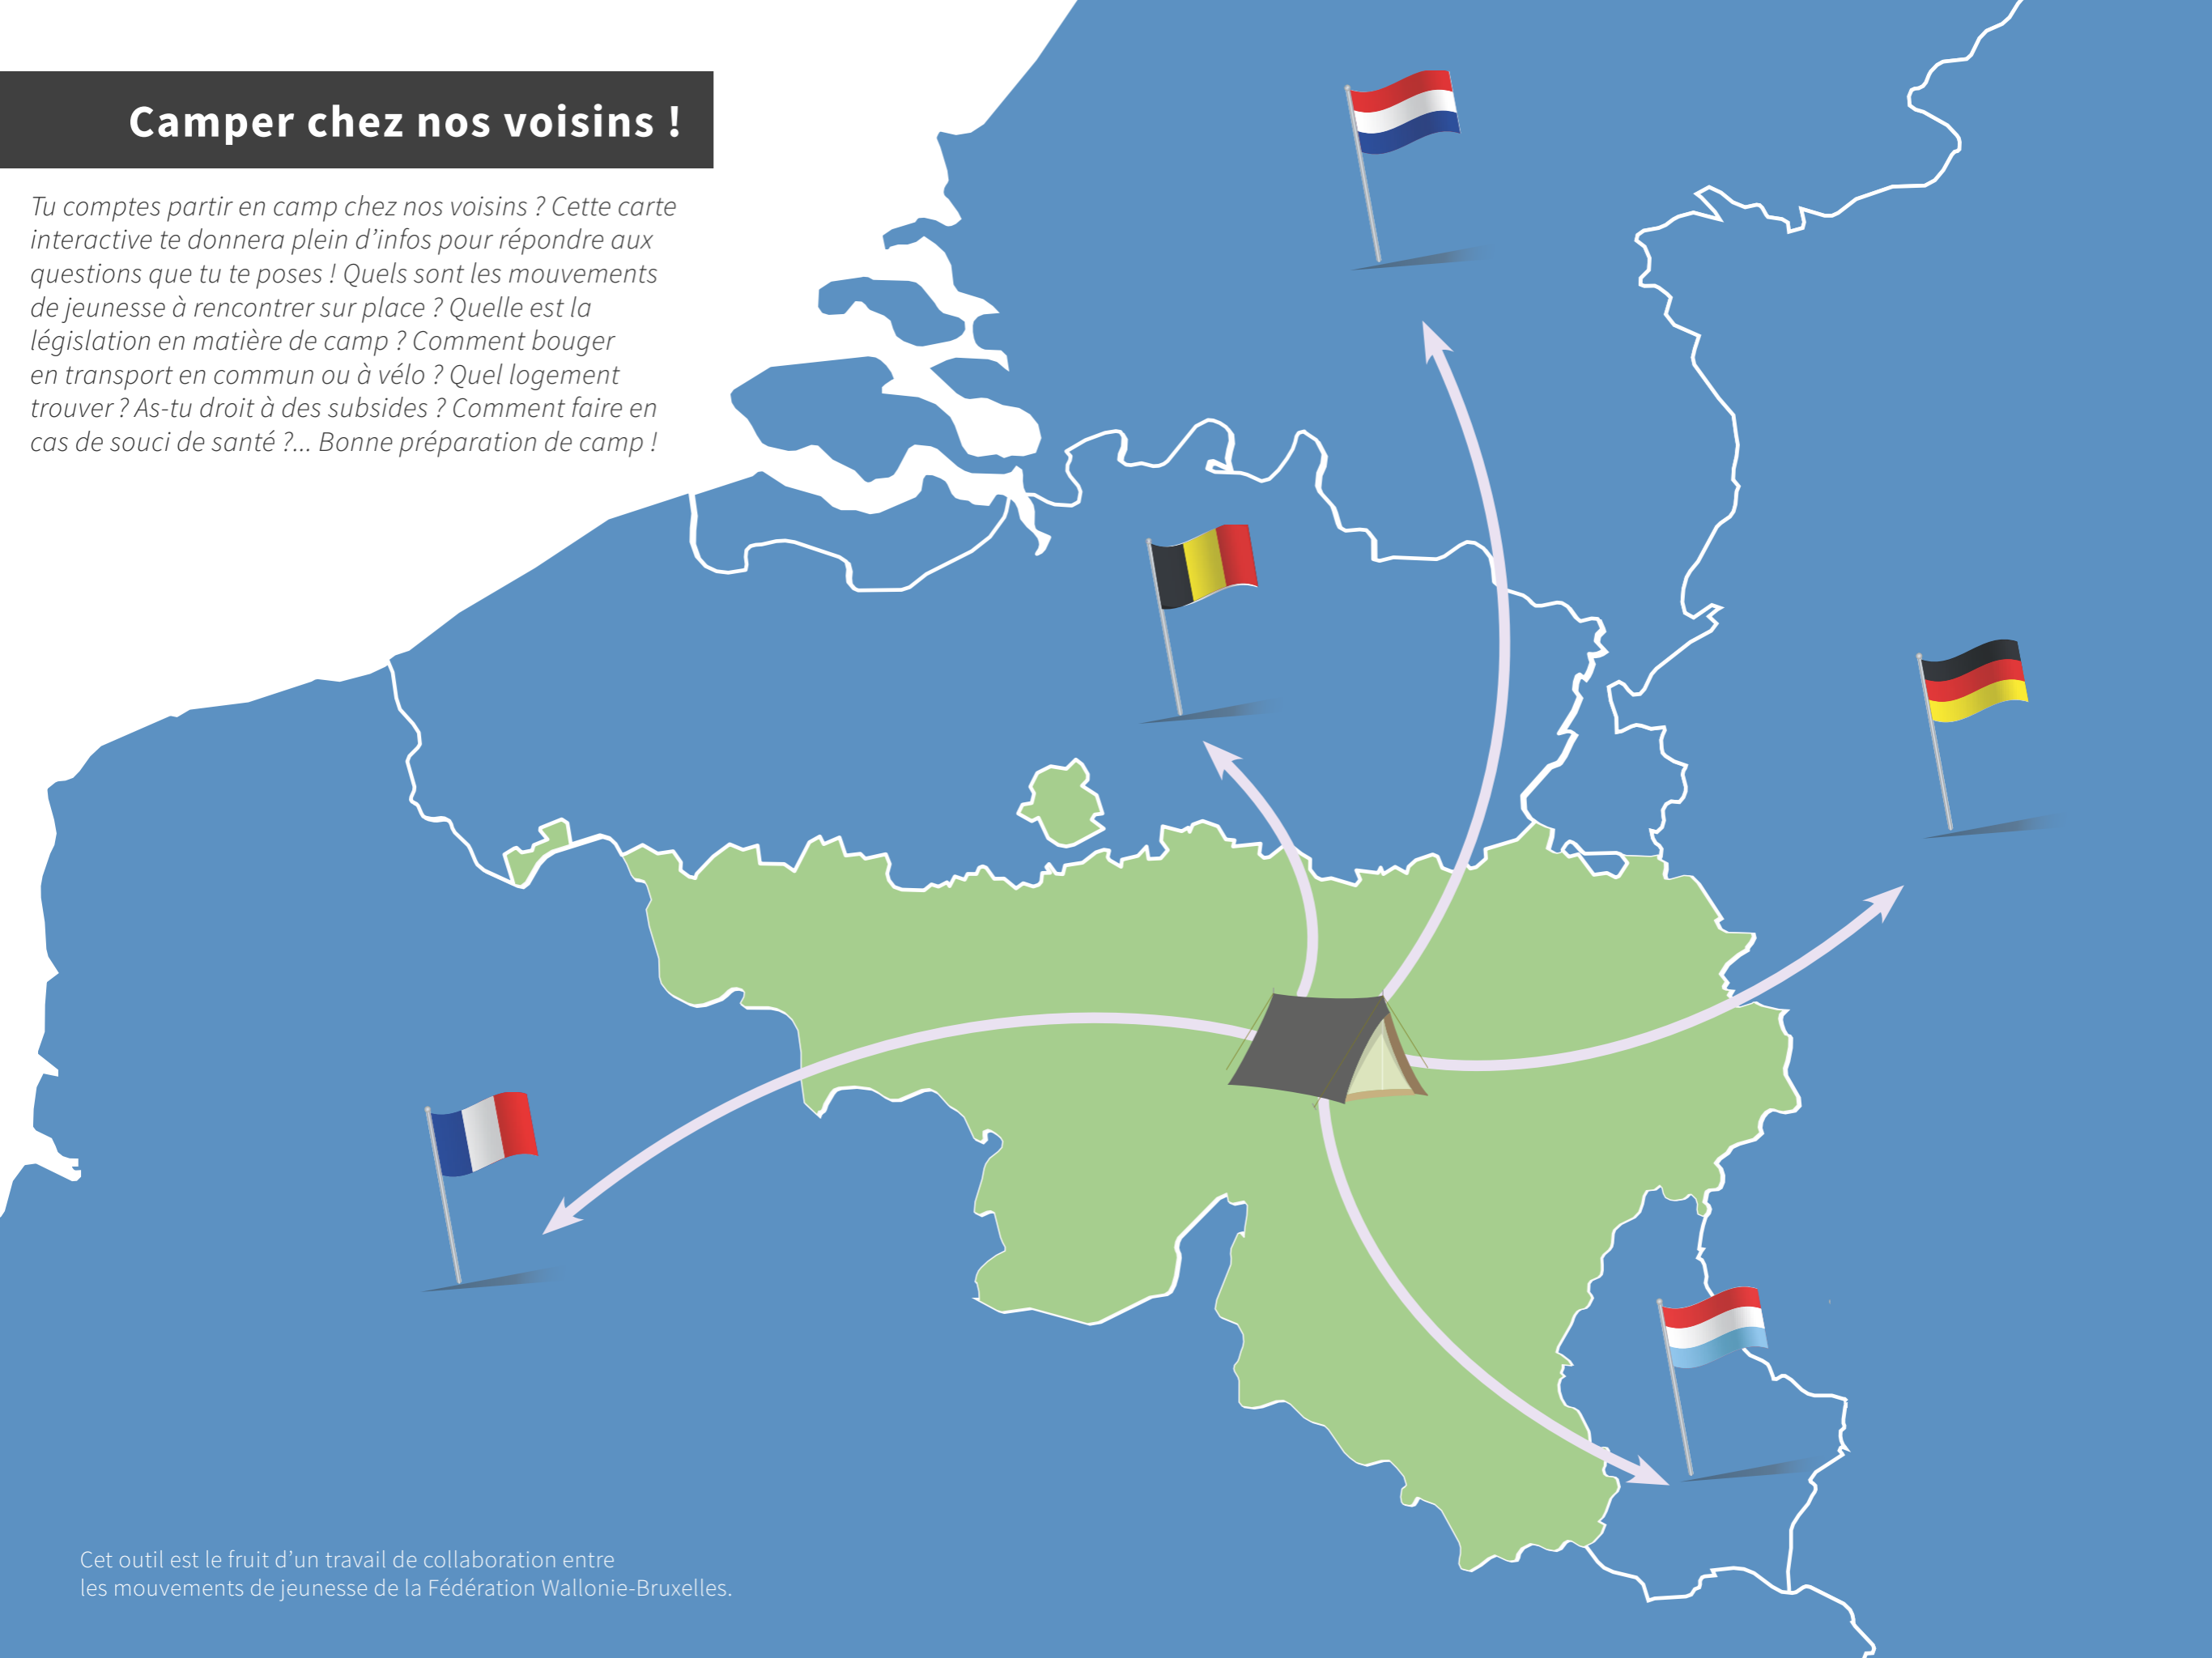 Camper chez nos voisins !
Tu comptes partir en camp chez nos voisins ? Cette carte
interactive te donnera plein d’infos pour répondre aux
questions que tu te poses ! Quels sont les mouvements
de jeunesse à rencontrer sur place ? Quelle est la
législation en matière de camp ? Comment bouger
en transport en commun ou à vélo ? Quel logement
trouver ? As-tu droit à des subsides ? Comment faire en
cas de souci de santé ?... Bonne préparation de camp !
Cet outil est le fruit d’un travail de collaboration entre
les mouvements de jeunesse de la Fédération Wallonie-Bruxelles.